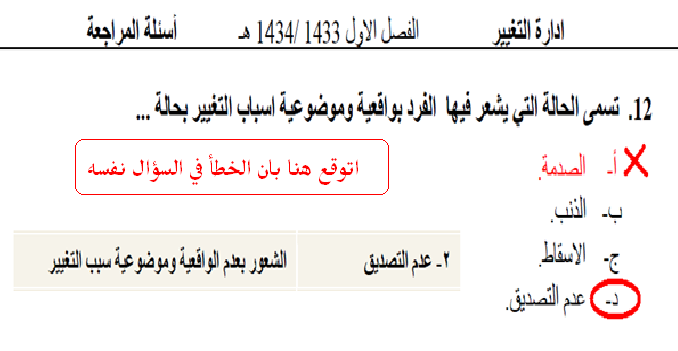 ادارة التغيير الفصل الاول 1433 /1434 هـ أسئلة المراجعة
12. تسمى الحالة التي يشعر فيها الفرد بواقعية وموضوعية اسباب التغيير بحالة ...
أ- الصدمة.
اتوقع هنا بان الخطأ في السؤال نفسه
ب- الذنب.
ج- الاسقاط.
٢- عدم التصديق الشعور بعدم الواقعية وموضوعية سبب التغيير
د- عدم التصديق.